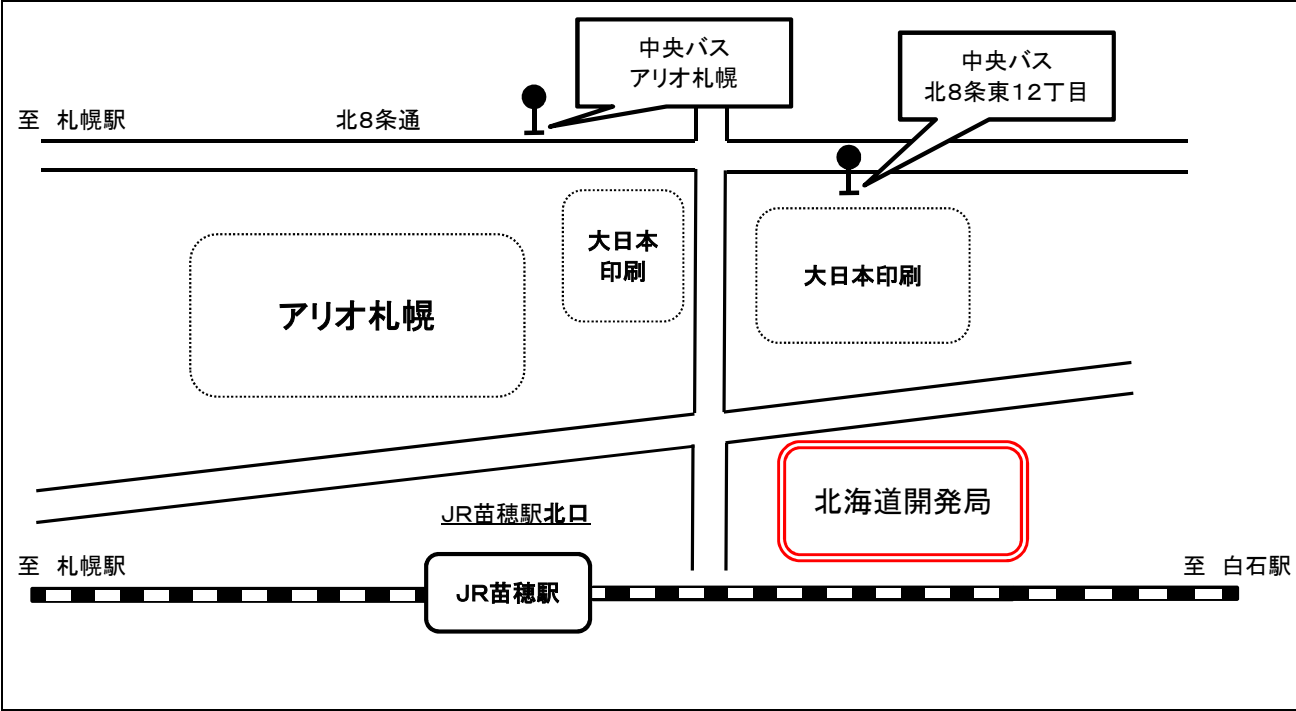 中央バス
アリオ札幌
中央バス
北8条東12丁目
至 札幌駅
北8条通
大日本
印刷
大日本印刷
アリオ札幌
北海道開発局
JR苗穂駅北口
至 札幌駅
JR苗穂駅
至 白石駅